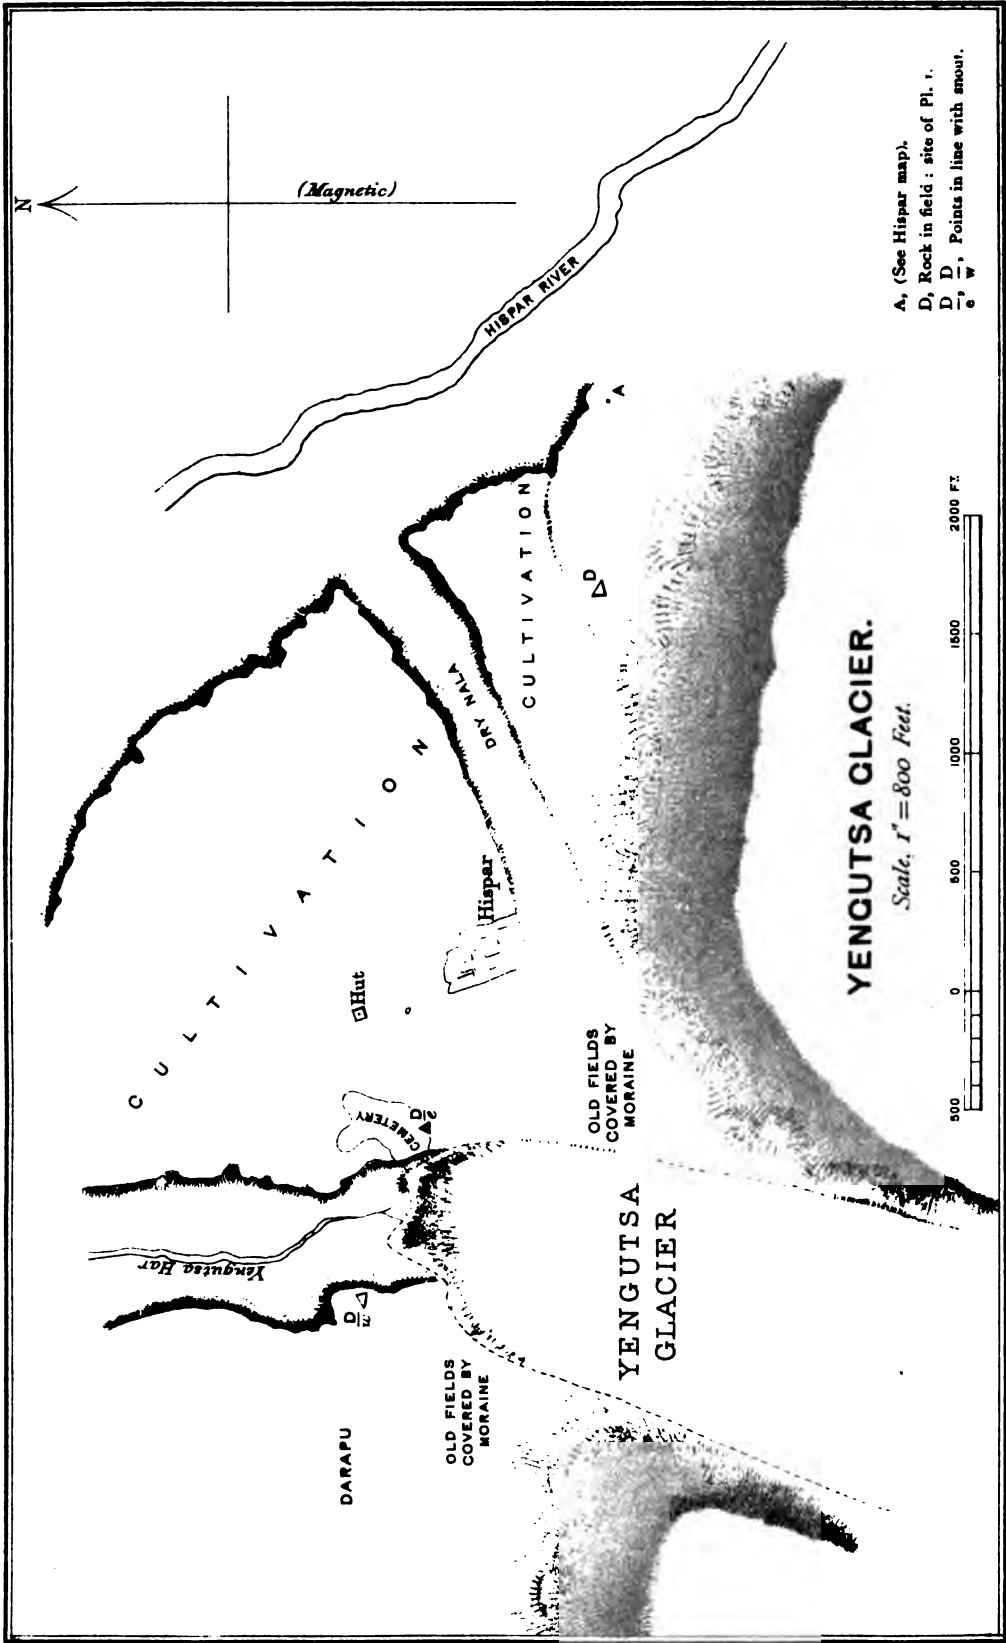 N
(Magnetic)
HISPAR RIVER
A
CULTIVATION
D
DRY NALA
CULTIVATION
Hispar
Hut
CEMETERY
D
e
OLD FIELDS
COVERED BY
MORAINE
Yengutsa Har
D
w
DARAPU
OLD FIELDS
COVERED BY
MORAINE
YENGUTSA
GLACIER
A, (See Hispar map).
D, Rock in field : site of Pl. 1.
D/e, D/w, Points in line with snout.
YENGUTSA GLACIER.
Scale, 1" = 800 Feet.
500 0 500 1000 1500 2000 FT.